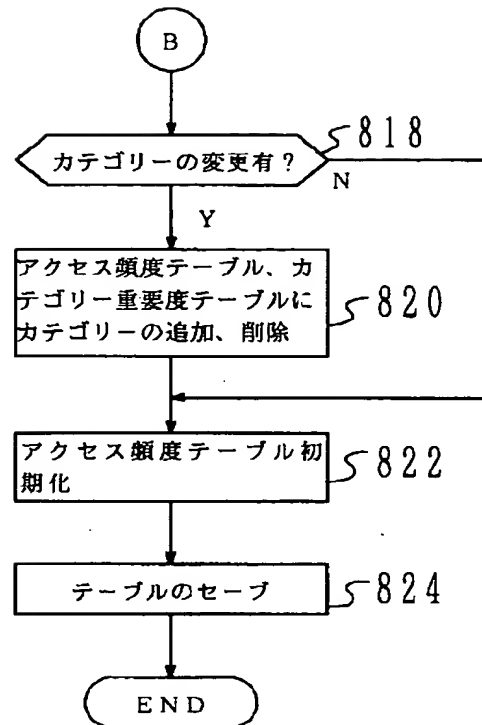 B
カテゴリーの変更有？
818
N
Y
アクセス頻度テーブル、カ
テゴリー重要度テーブルに
カテゴリーの追加、削除
820
アクセス頻度テーブル初
期化
822
テーブルのセーブ
824
END